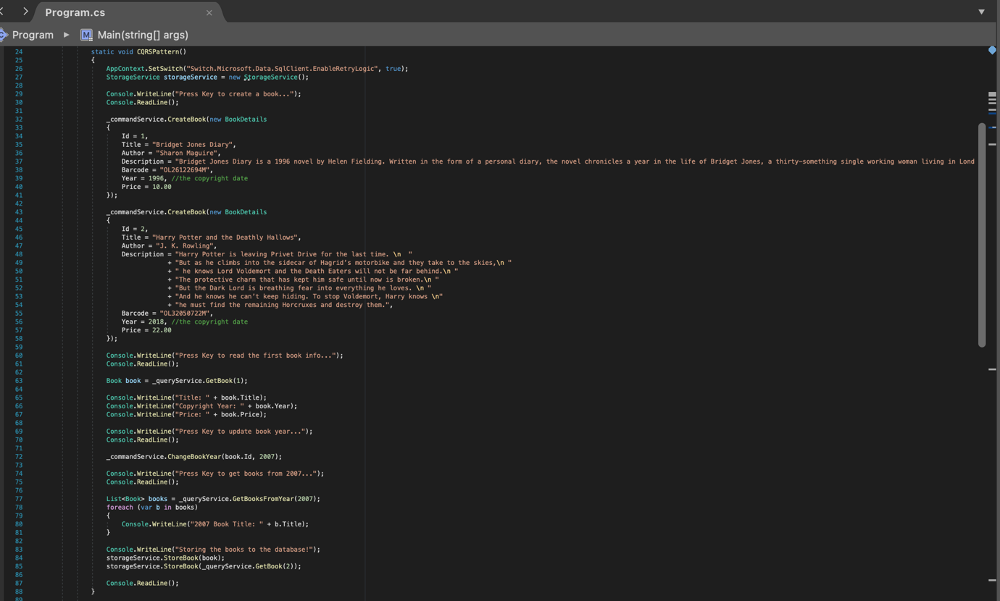 Program.cs
Program ▶ M Main(string[] args)
24 static void CQRSPattern()
25 {
26 AppContext.SetSwitch("Switch.Microsoft.Data.SqlClient.EnableRetryLogic", true);
27 StorageService storageService = new StorageService();
28
29 Console.WriteLine("Press Key to create a book...");
30 Console.ReadLine();
31
32 _commandService.CreateBook(new BookDetails
33 {
34 Id = 1,
35 Title = "Bridget Jones Diary",
36 Author = "Sharon Maguire",
37 Description = "Bridget Jones Diary is a 1996 novel by Helen Fielding. Written in the form of a personal diary, the novel chronicles a year in the life of Bridget Jones, a thirty-something single working woman living in Lond
38 Barcode = "OL26122694M",
39 Year = 1996, //the copyright date
40 Price = 10.00
41 });
42
43 _commandService.CreateBook(new BookDetails
44 {
45 Id = 2,
46 Title = "Harry Potter and the Deathly Hallows",
47 Author = "J. K. Rowling",
48 Description = "Harry Potter is leaving Privet Drive for the last time. \n  "
49 + "But as he climbs into the sidecar of Hagrid's motorbike and they take to the skies,\n "
50 + " he knows Lord Voldemort and the Death Eaters will not be far behind.\n "
51 + "The protective charm that has kept him safe until now is broken.\n "
52 + "But the Dark Lord is breathing fear into everything he loves. \n "
53 + "And he knows he can't keep hiding. To stop Voldemort, Harry knows \n"
54 + "he must find the remaining Horcruxes and destroy them.",
55 Barcode = "OL32050722M",
56 Year = 2018, //the copyright date
57 Price = 22.00
58 });
59
60 Console.WriteLine("Press Key to read the first book info...");
61 Console.ReadLine();
62
63 Book book = _queryService.GetBook(1);
64
65 Console.WriteLine("Title: " + book.Title);
66 Console.WriteLine("Copyright Year: " + book.Year);
67 Console.WriteLine("Price: " + book.Price);
68
69 Console.WriteLine("Press Key to update book year...");
70 Console.ReadLine();
71
72 _commandService.ChangeBookYear(book.Id, 2007);
73
74 Console.WriteLine("Press Key to get books from 2007...");
75 Console.ReadLine();
76
77 List<Book> books = _queryService.GetBooksFromYear(2007);
78 foreach (var b in books)
79 {
80 Console.WriteLine("2007 Book Title: " + b.Title);
81 }
82
83 Console.WriteLine("Storing the books to the database!");
84 storageService.StoreBook(book);
85 storageService.StoreBook(_queryService.GetBook(2));
86
87 Console.ReadLine();
88 }
89